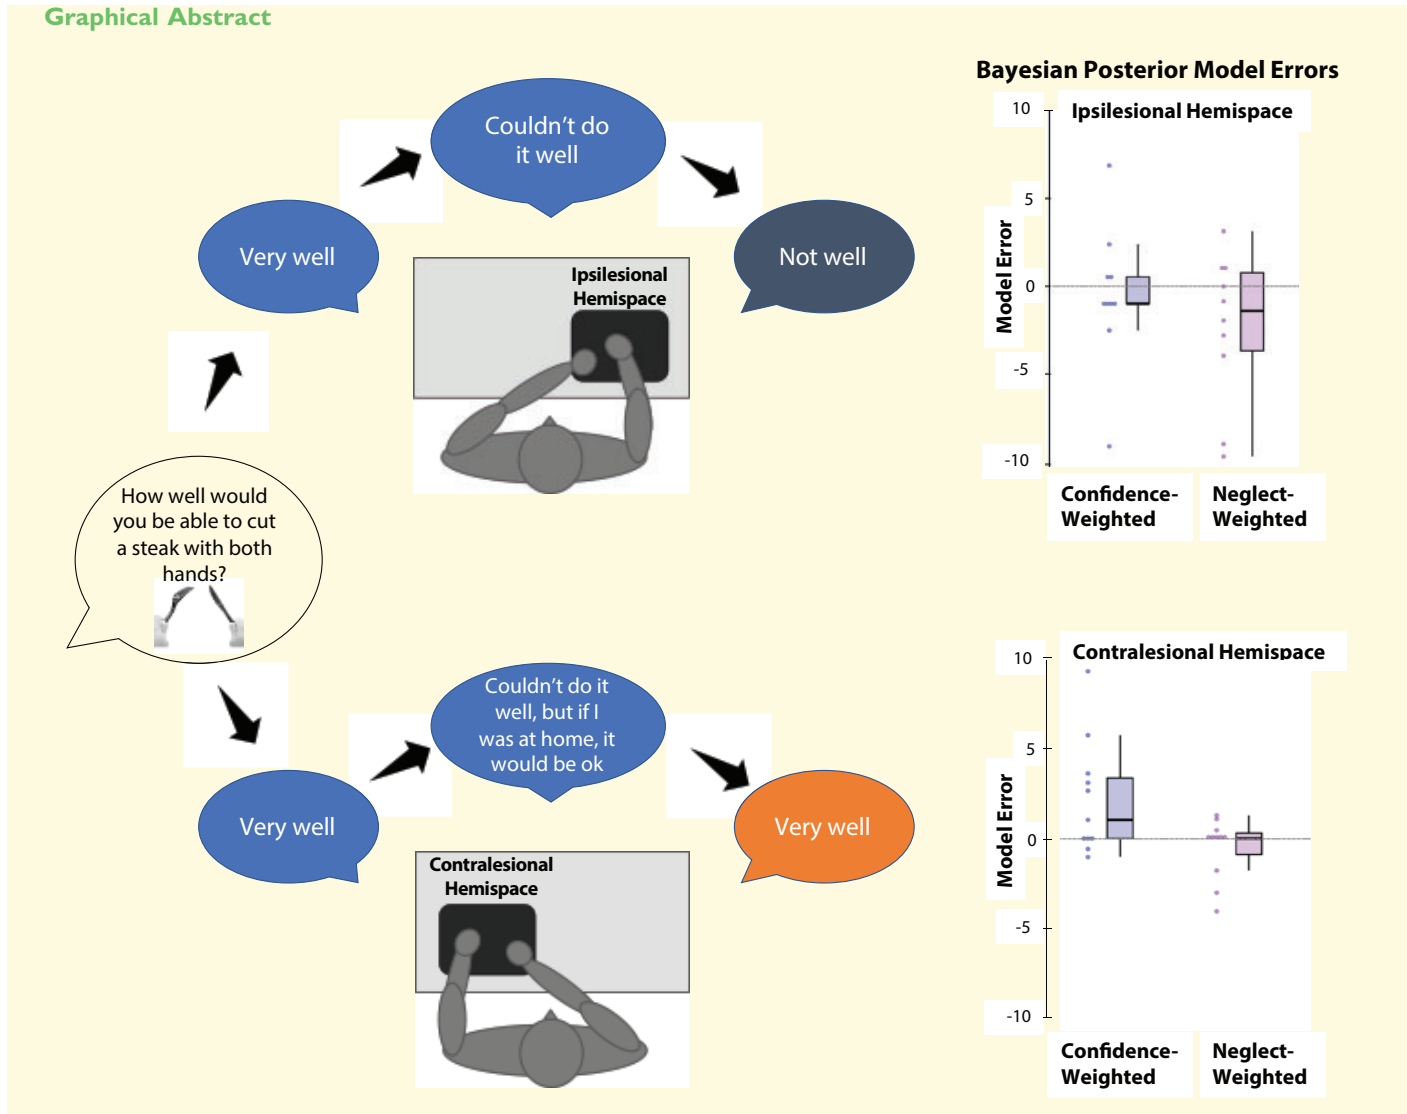 Graphical Abstract
Couldn't do
it well
Very well
Not well
Ipsilesional
Hemispace
How well would
you be able to cut
a steak with both
hands?
Couldn't do it
well, but if I
was at home, it
would be ok
Very well
Very well
Contralesional
Hemispace
Bayesian Posterior Model Errors
Ipsilesional Hemispace
10
5
0
-5
-10
Model Error
Confidence-
Weighted
Neglect-
Weighted
Contralesional Hemispace
10
5
0
-5
-10
Model Error
Confidence-
Weighted
Neglect-
Weighted